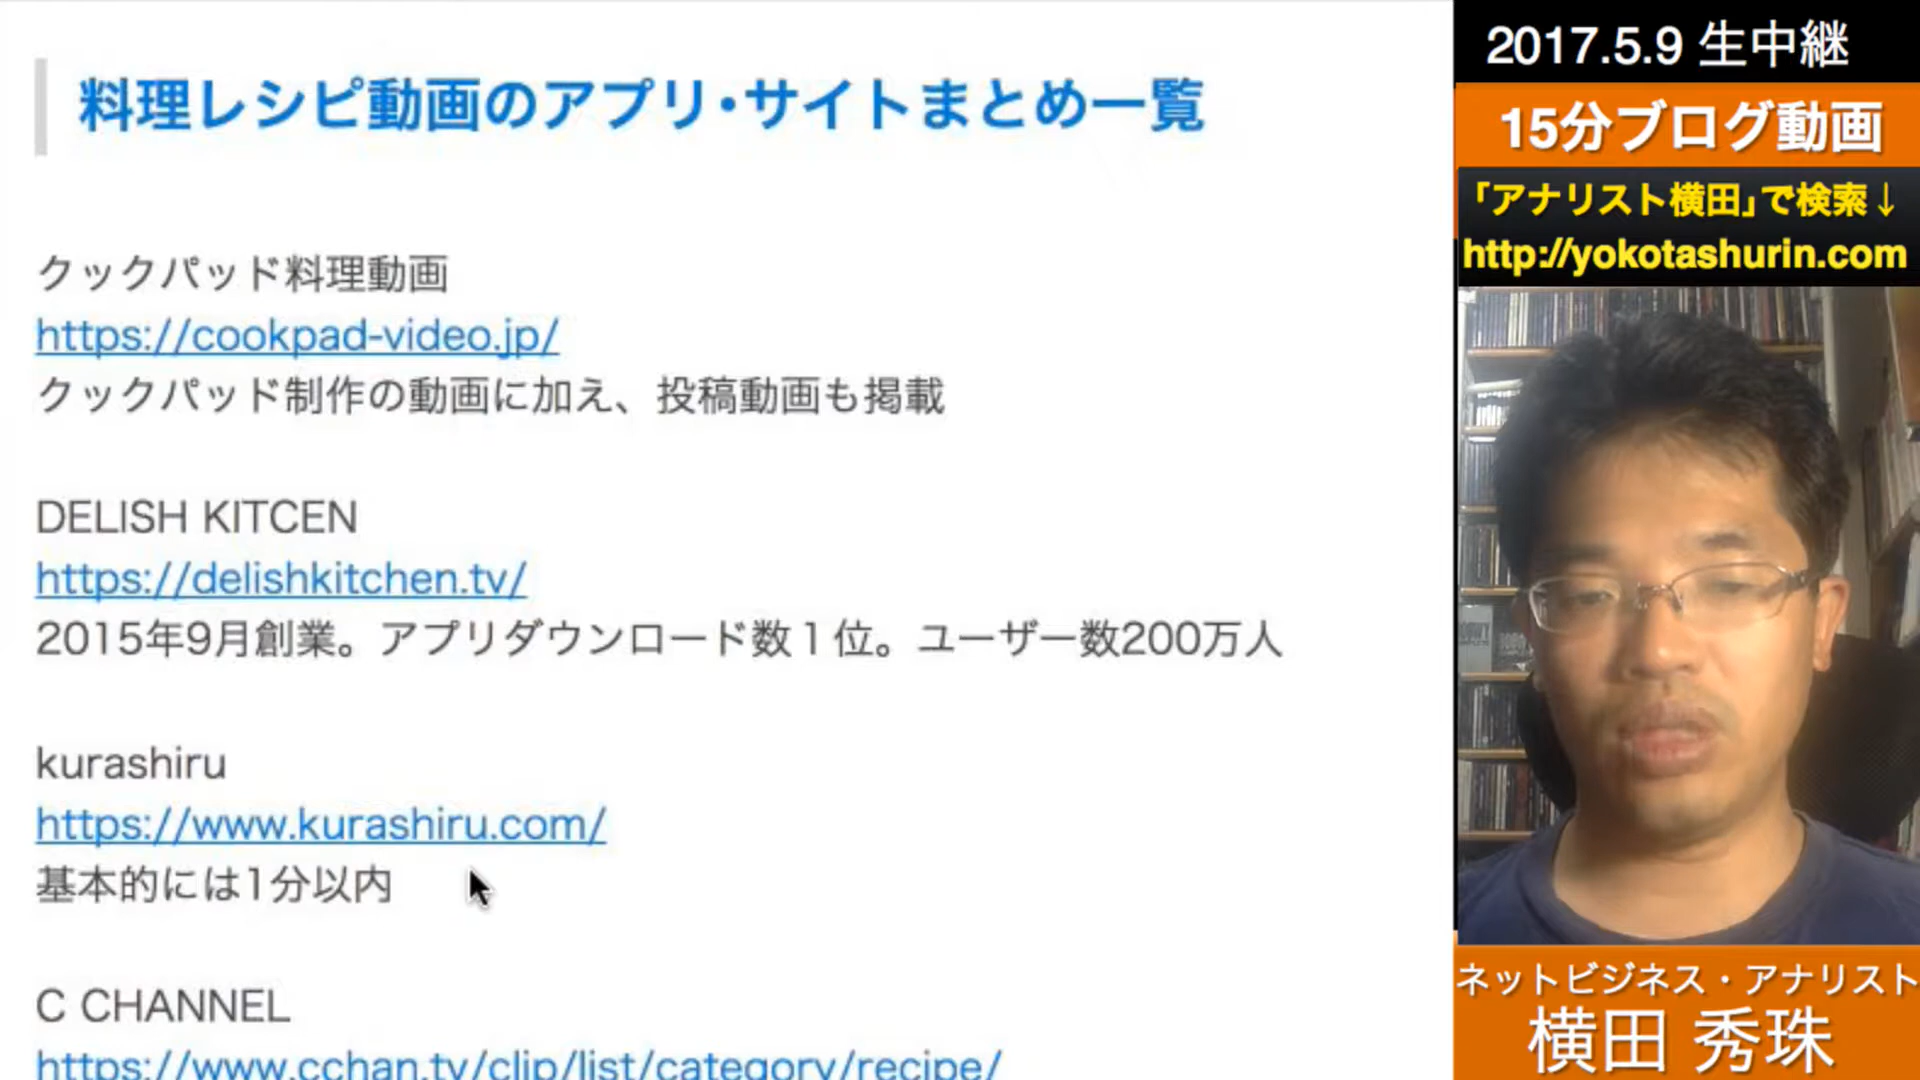 料理レシピ動画のアプリ・サイトまとめ一覧
クックパッド料理動画
https://cookpad-video.jp/
クックパッド制作の動画に加え、投稿動画も掲載
DELISH KITCEN
https://delishkitchen.tv/
2015年9月創業。アプリダウンロード数1位。ユーザー数200万人
kurashiru
https://www.kurashiru.com/
基本的には1分以内
C CHANNEL
https://www.cchan.tv/clip/list/category/recipe/
2017.5.9 生中継
15分ブログ動画
「アナリスト横田」で検索↓
http://yokotashurin.com
ネットビジネス・アナリスト
横田 秀珠